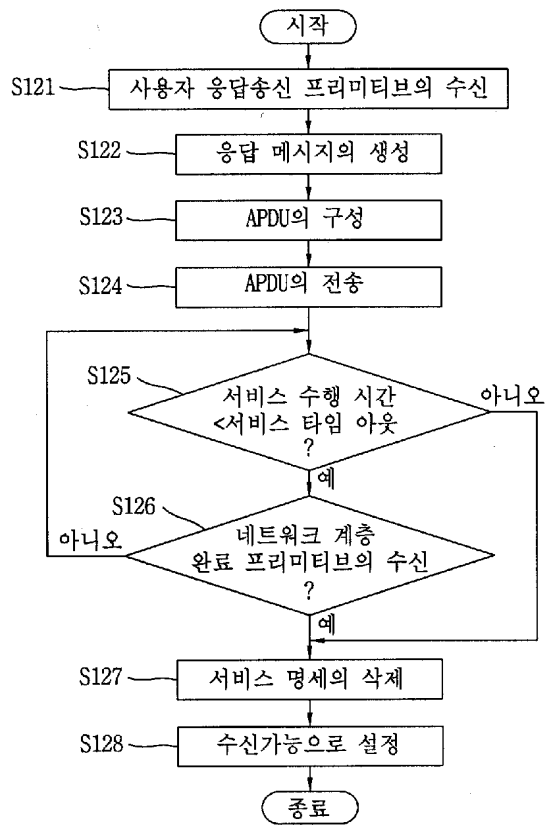 시작
S121
사용자 응답송신 프리미티브의 수신
S122
응답 메시지의 생성
S123
APDU의 구성
S124
APDU의 전송
S125
서비스 수행 시간
<서비스 타임 아웃
?
아니오
예
S126
네트워크 계층
완료 프리미티브의 수신
?
아니오
예
S127
서비스 명세의 삭제
S128
수신가능으로 설정
종료